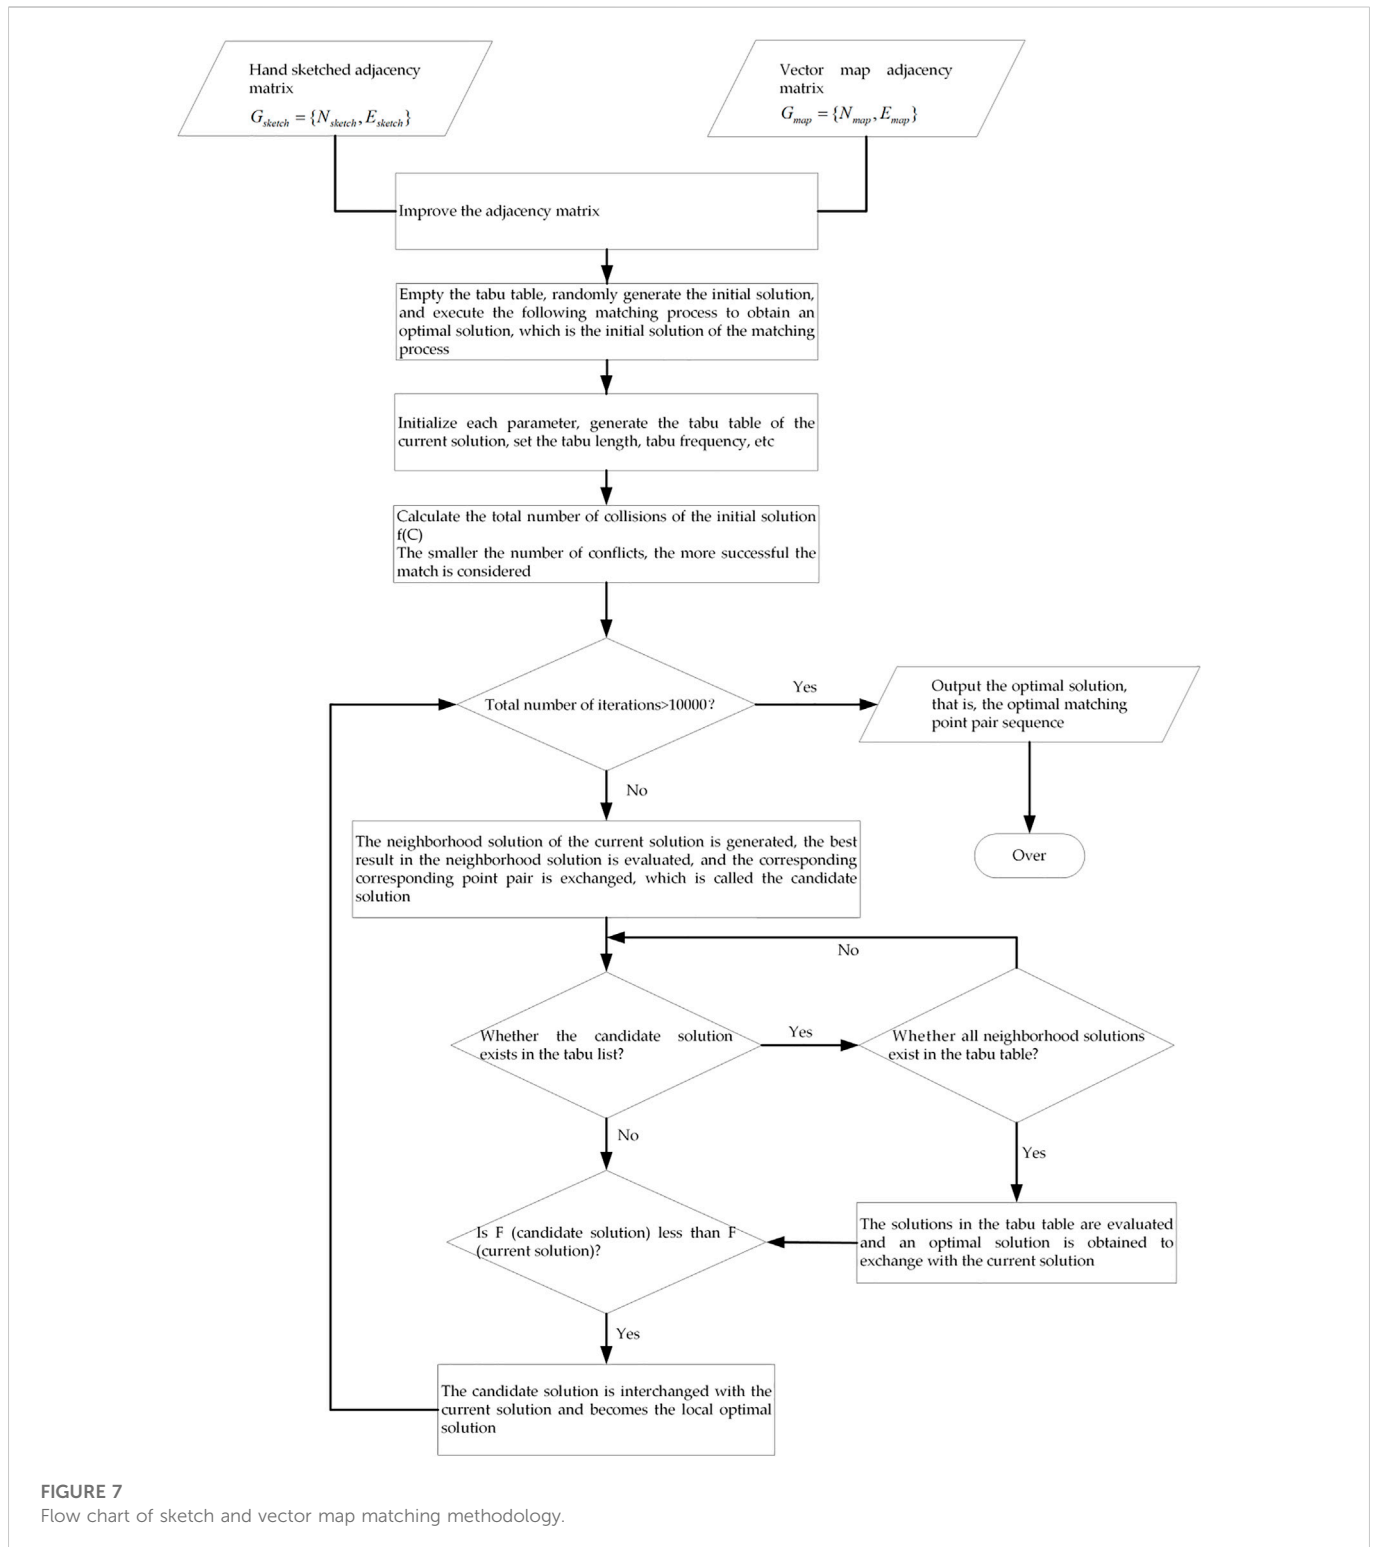 Hand sketched adjacency
matrix
G_sketch = {N_sketch, E_sketch}
Vector map adjacency
matrix
G_map = {N_map, E_map}
Improve the adjacency matrix
Empty the tabu table, randomly generate the initial solution,
and execute the following matching process to obtain an
optimal solution, which is the initial solution of the matching
process
Initialize each parameter, generate the tabu table of the
current solution, set the tabu length, tabu frequency, etc
Calculate the total number of collisions of the initial solution
f(C)
The smaller the number of conflicts, the more successful the
match is considered
Total number of iterations>10000?
Yes
Output the optimal solution,
that is, the optimal matching
point pair sequence
No
Over
The neighborhood solution of the current solution is generated, the best
result in the neighborhood solution is evaluated, and the corresponding
corresponding point pair is exchanged, which is called the candidate
solution
No
Whether the candidate solution
exists in the tabu list?
Yes
Whether all neighborhood solutions
exist in the tabu table?
No
Yes
Is F (candidate solution) less than F
(current solution)?
The solutions in the tabu table are evaluated
and an optimal solution is obtained to
exchange with the current solution
Yes
The candidate solution is interchanged with the
current solution and becomes the local optimal
solution
FIGURE 7
Flow chart of sketch and vector map matching methodology.